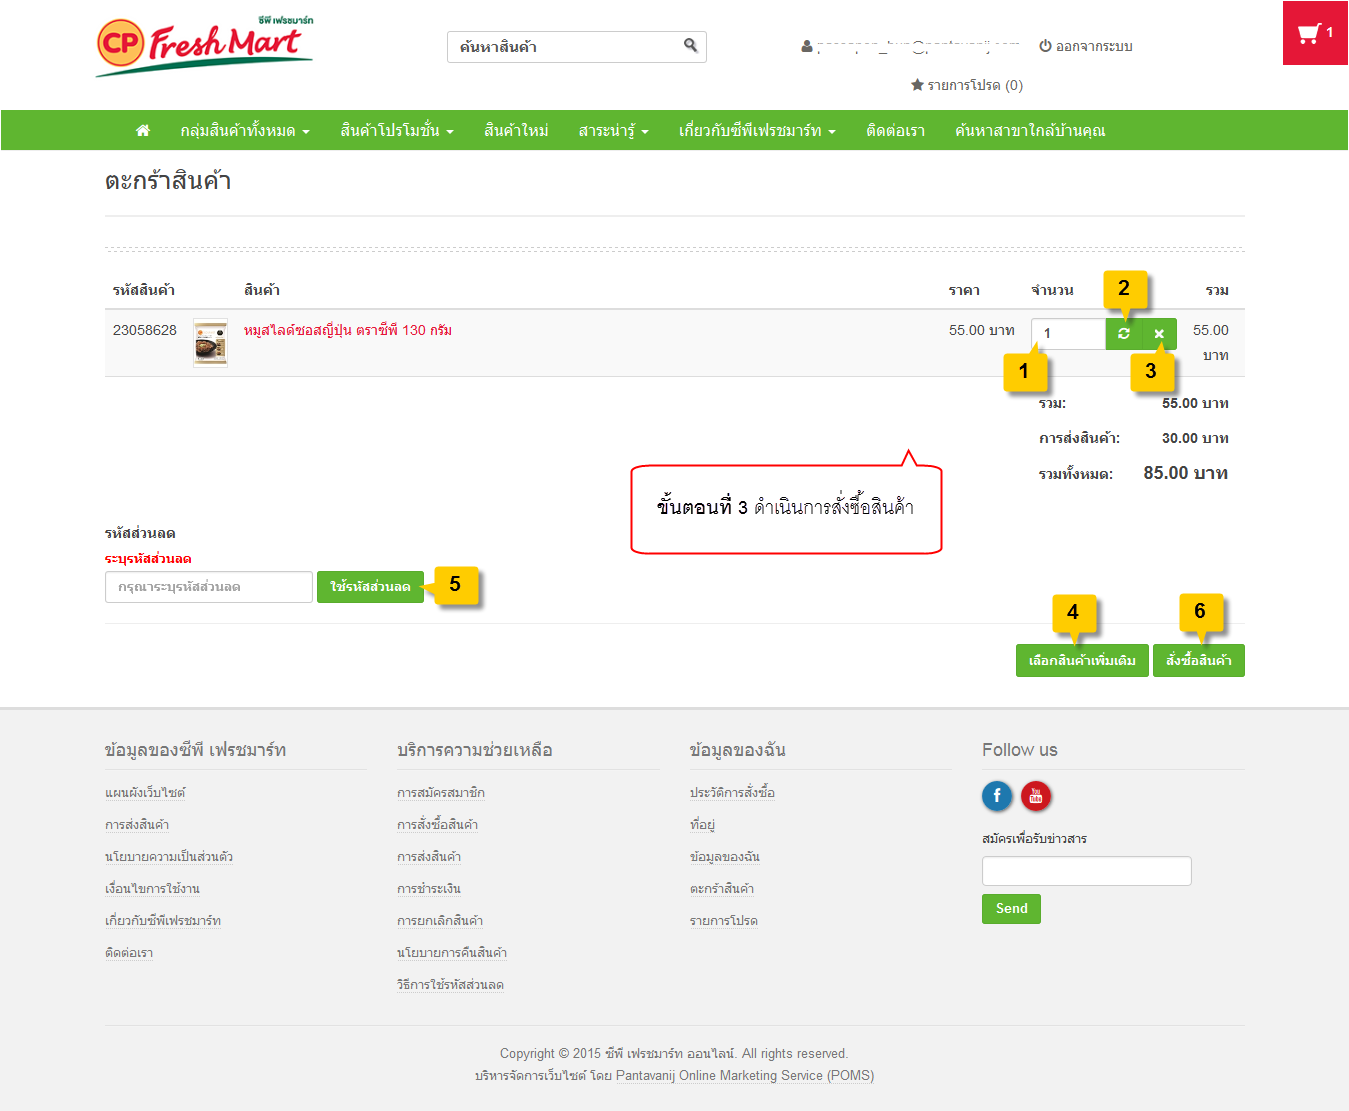 ซีพี เฟรชมาร์ท
CP Fresh Mart
ค้นหาสินค้า
ออกจากระบบ
1
รายการโปรด (0)
กลุ่มสินค้าทั้งหมด สินค้าโปรโมชั่น สินค้าใหม่ สาระน่ารู้ เกี่ยวกับซีพีเฟรชมาร์ท ติดต่อเรา ค้นหาสาขาใกล้บ้านคุณ
ตะกร้าสินค้า
รหัสสินค้า สินค้า ราคา จำนวน 2 รวม
23058628 หมูสไลด์ซอสญี่ปุ่น ตราซีพี 130 กรัม 55.00 บาท 1 55.00
บาท
1 3
รวม: 55.00 บาท
การส่งสินค้า: 30.00 บาท
รวมทั้งหมด: 85.00 บาท
ขั้นตอนที่ 3 ดำเนินการสั่งซื้อสินค้า
รหัสส่วนลด
ระบุรหัสส่วนลด
กรุณาระบุรหัสส่วนลด ใช้รหัสส่วนลด 5
4 6
เลือกสินค้าเพิ่มเติม สั่งซื้อสินค้า
ข้อมูลของซีพี เฟรชมาร์ท
แผนผังเว็บไซต์
การส่งสินค้า
นโยบายความเป็นส่วนตัว
เงื่อนไขการใช้งาน
เกี่ยวกับซีพีเฟรชมาร์ท
ติดต่อเรา
บริการความช่วยเหลือ
การสมัครสมาชิก
การสั่งซื้อสินค้า
การส่งสินค้า
การชำระเงิน
การยกเลิกสินค้า
นโยบายการคืนสินค้า
วิธีการใช้รหัสส่วนลด
ข้อมูลของฉัน
ประวัติการสั่งซื้อ
ที่อยู่
ข้อมูลของฉัน
ตะกร้าสินค้า
รายการโปรด
Follow us
You Tube
สมัครเพื่อรับข่าวสาร
Send
Copyright © 2015 ซีพี เฟรชมาร์ท ออนไลน์. All rights reserved.
บริหารจัดการเว็บไซต์ โดย Pantavanij Online Marketing Service (POMS)